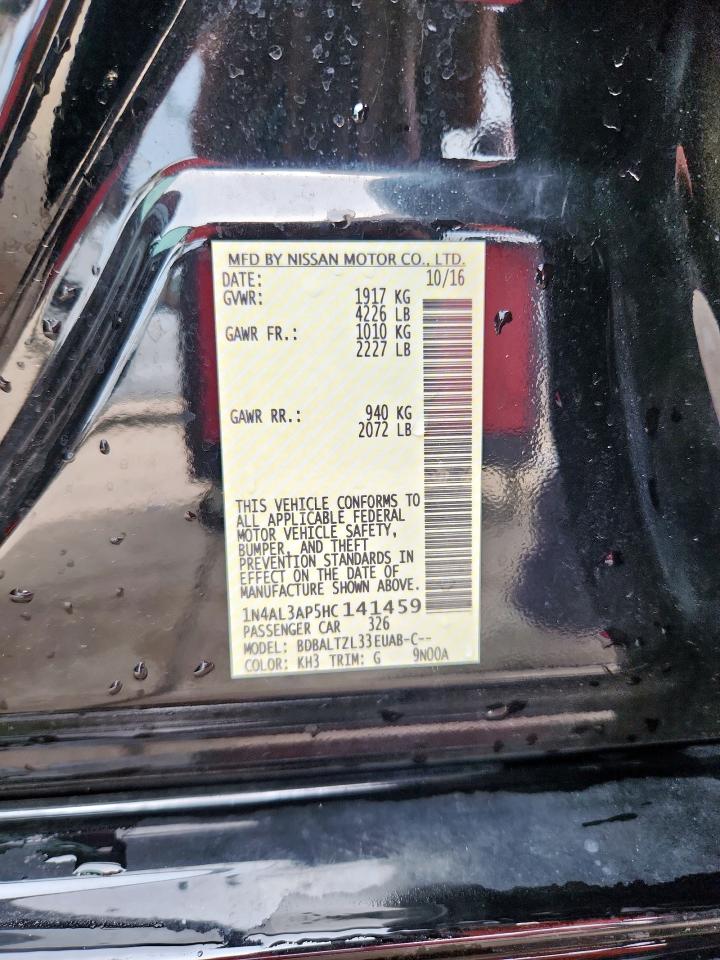 MFD BY NISSAN MOTOR CO., LTD.
DATE: 10/16
GVWR: 1917 KG
4226 LB
GAWR FR.: 1010 KG
2227 LB
GAWR RR.: 940 KG
2072 LB
THIS VEHICLE CONFORMS TO
ALL APPLICABLE FEDERAL
MOTOR VEHICLE SAFETY,
BUMPER, AND THEFT
PREVENTION STANDARDS IN
EFFECT ON THE DATE OF
MANUFACTURE SHOWN ABOVE.
1N4AL3AP5HC141459
PASSENGER CAR 326
MODEL: BDBALTZL33EUAB-C--
COLOR: KH3 TRIM: G 9N00A